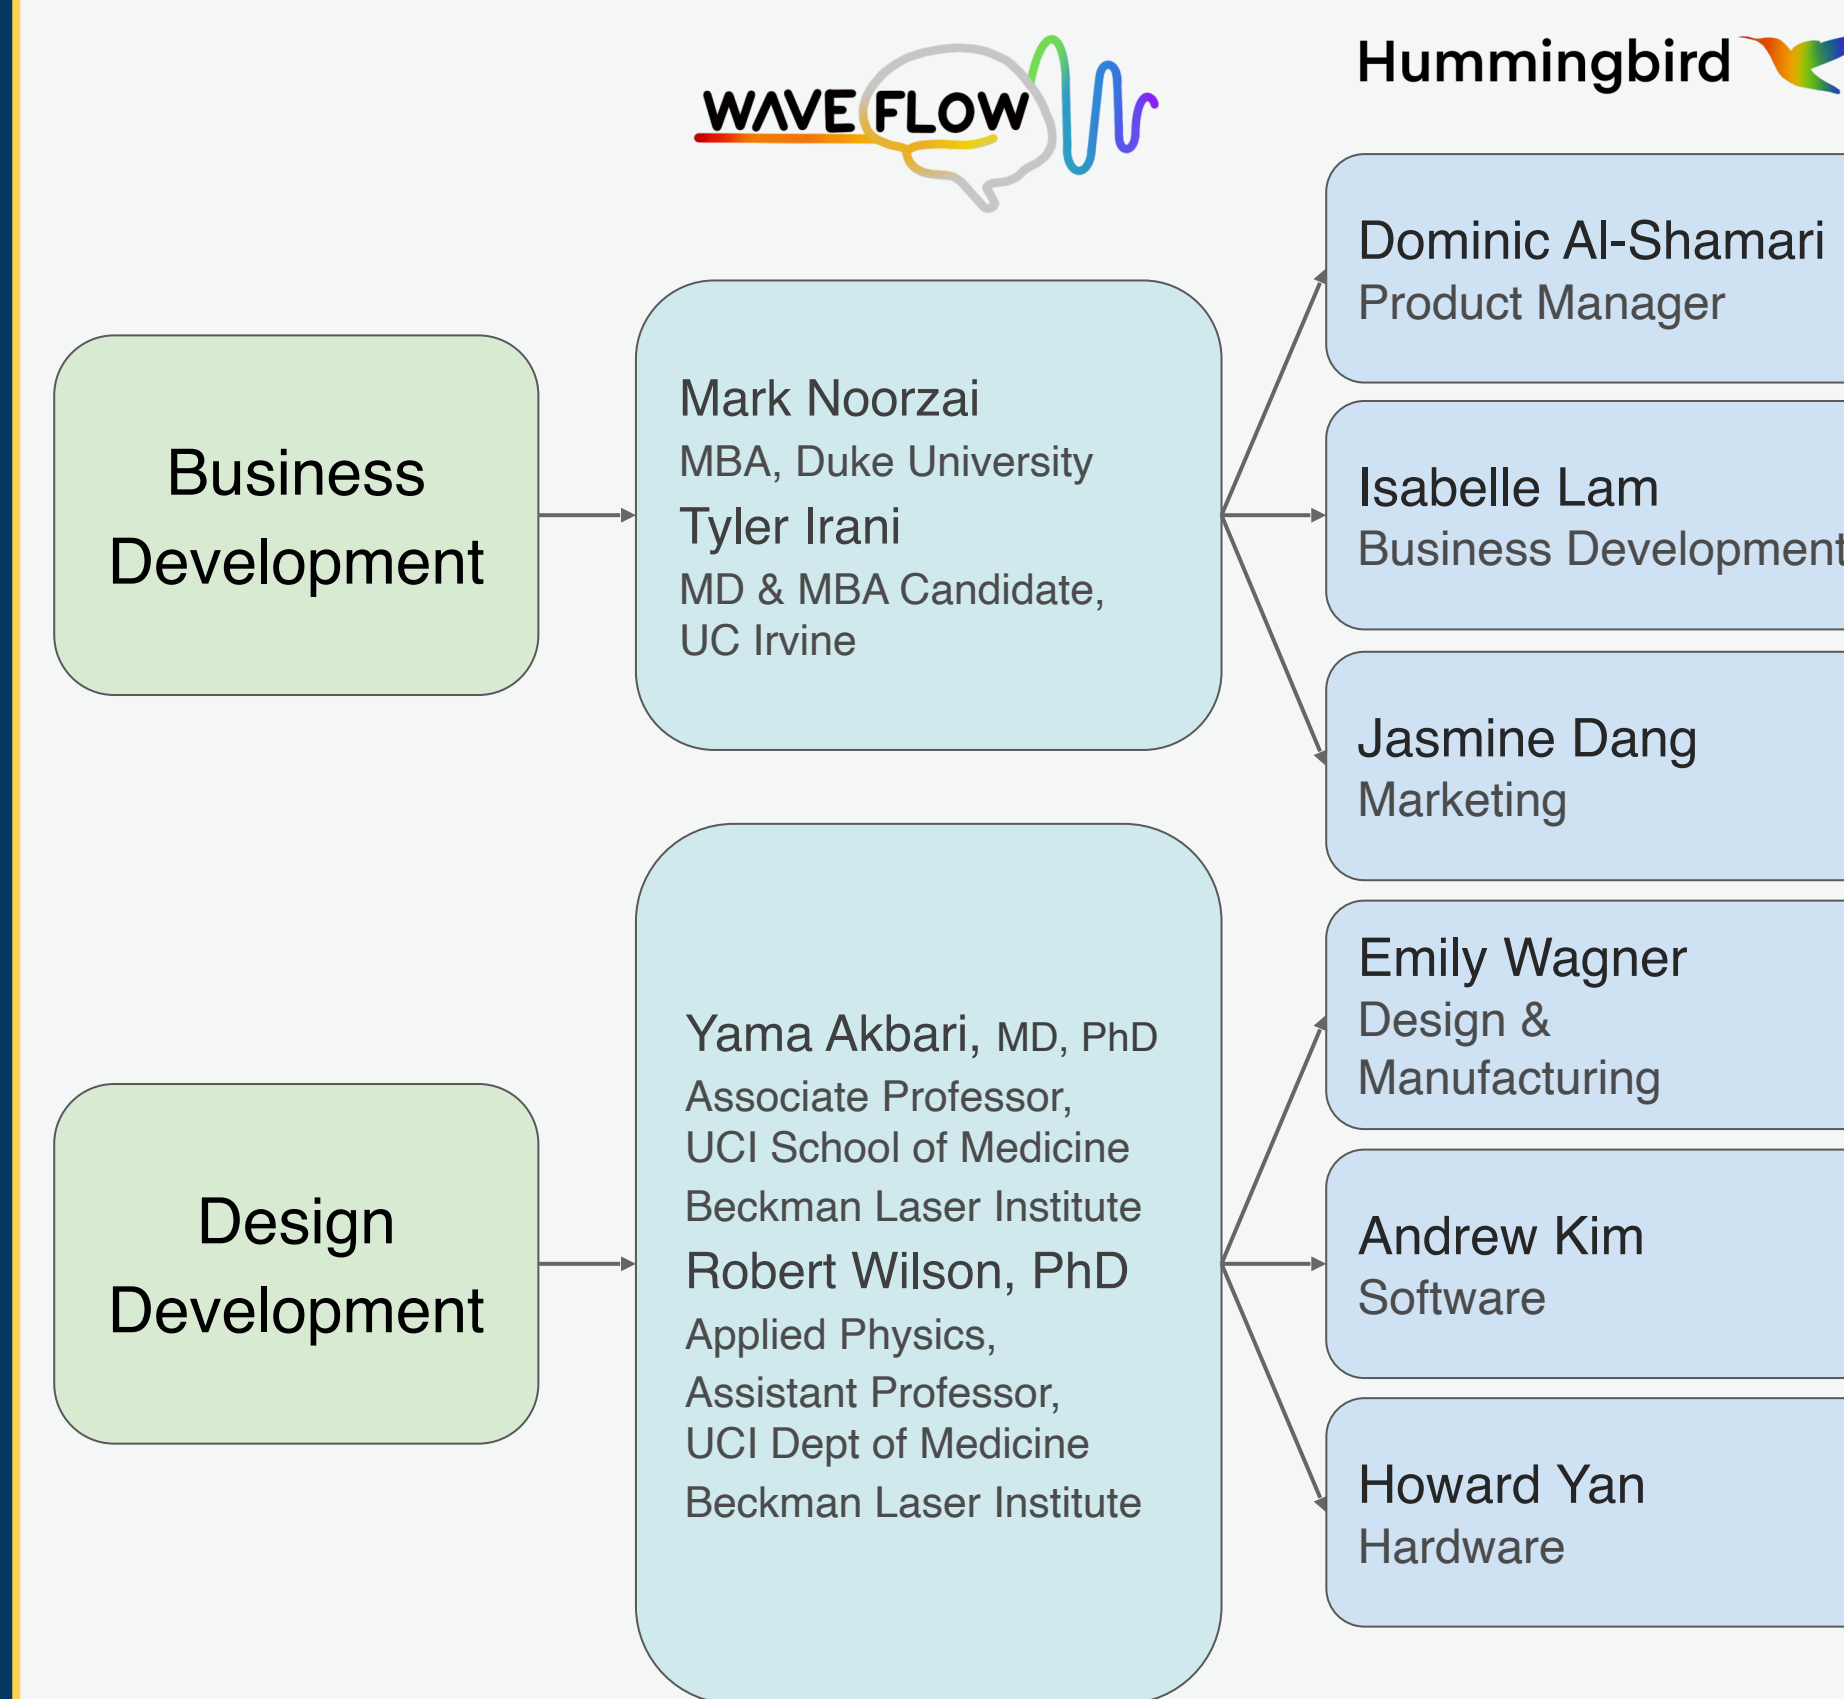 WAVE FLOW
Hummingbird
Business
Development
Mark Noorzai
MBA, Duke University
Tyler Irani
MD & MBA Candidate,
UC Irvine
Dominic Al-Shamari
Product Manager
Isabelle Lam
Business Development
Jasmine Dang
Marketing
Design
Development
Yama Akbari, MD, PhD
Associate Professor,
UCI School of Medicine
Beckman Laser Institute
Robert Wilson, PhD
Applied Physics,
Assistant Professor,
UCI Dept of Medicine
Beckman Laser Institute
Emily Wagner
Design &
Manufacturing
Andrew Kim
Software
Howard Yan
Hardware